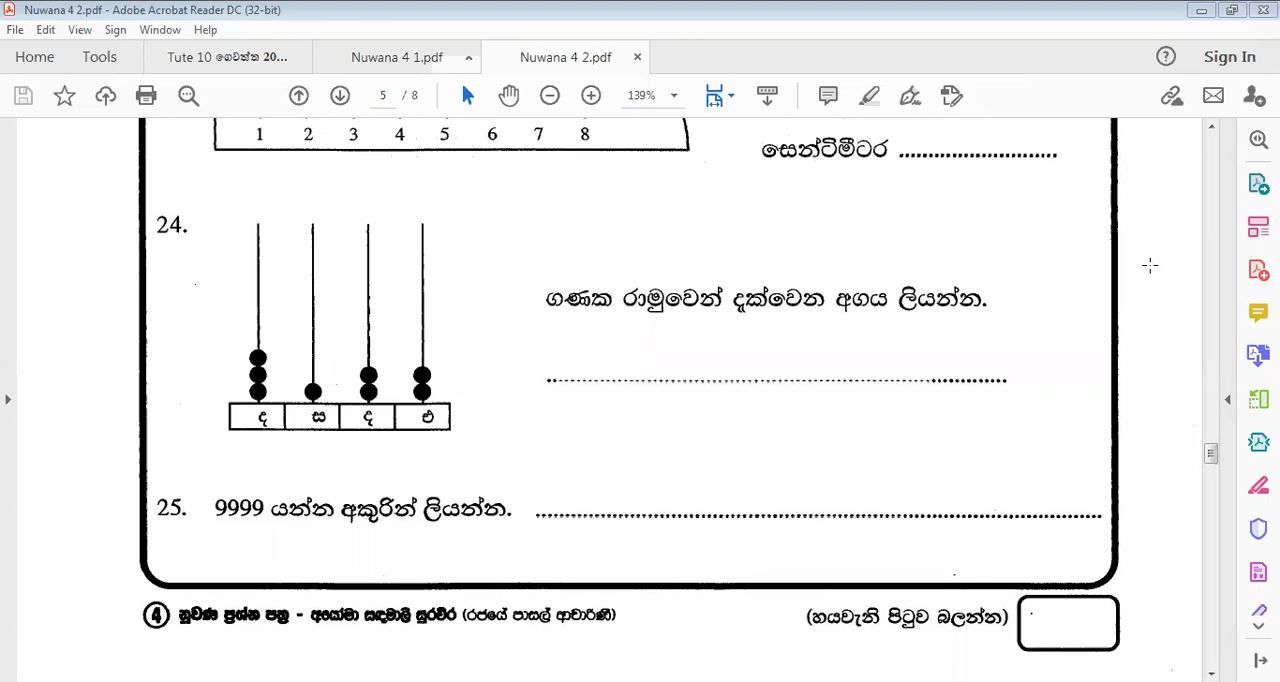 Nuwana 4 2.pdf - Adobe Acrobat Reader DC (32-bit)
File Edit View Sign Window Help
Home Tools Tute 10 ගෙවත්ත 20... Nuwana 4 1.pdf Nuwana 4 2.pdf × Sign In
5 / 8 139%
1 2 3 4 5 6 7 8
සෙන්ටිමීටර ..........................
24.
ගණක රාමුවෙන් දැක්වෙන අගය ලියන්න.
ද ස ද එ
25. 9999 යන්න අකුරින් ලියන්න. ..........................
4 නුවණ ප්‍රශ්න පත්‍ර - අයෝමා සඳමාලි සුරවීර (රජයේ පාසල් ආචාරිණී) (හයවැනි පිටුව බලන්න)